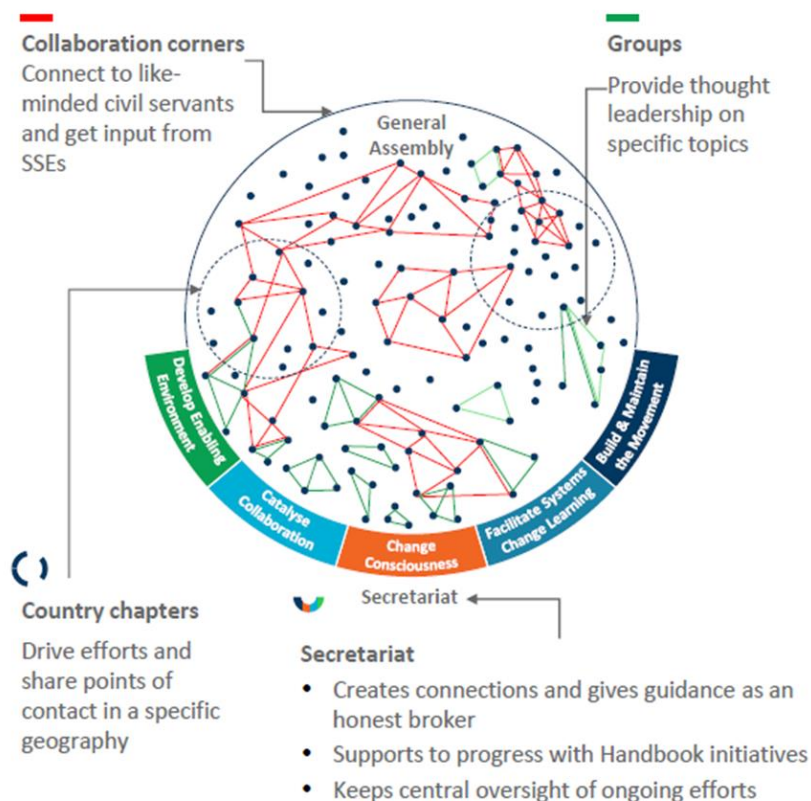 Collaboration corners
Connect to like-
minded civil servants
and get input from
SSEs
Groups
Provide thought
leadership on
specific topics
General
Assembly
Develop Enabling
Environment
Catalyse
Collaboration
Change
Consciousness
Facilitate Systems
Change Learning
Build & Maintain
the Movement
Country chapters
Drive efforts and
share points of
contact in a specific
geography
Secretariat
Secretariat
• Creates connections and gives guidance as an
honest broker
• Supports to progress with Handbook initiatives
• Keeps central oversight of ongoing efforts